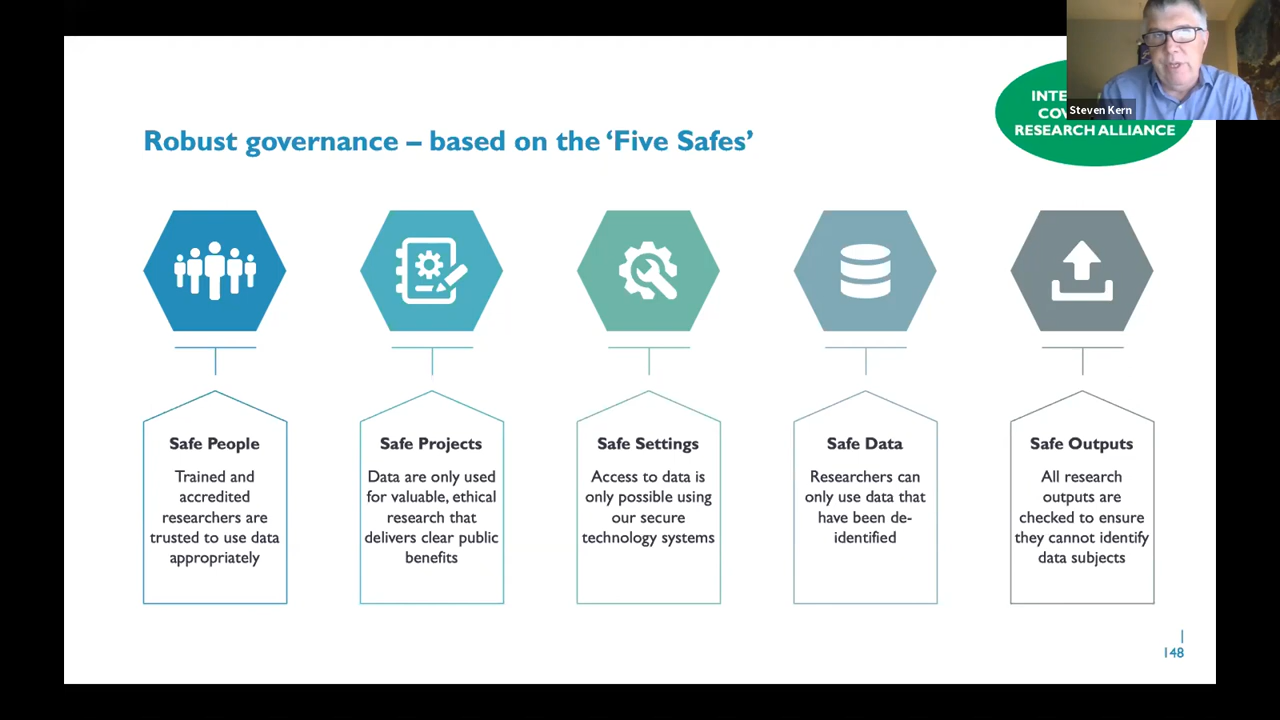 Steven Kern
RESEARCH ALLIANCE
Robust governance – based on the ‘Five Safes’
Safe People
Trained and
accredited
researchers are
trusted to use data
appropriately
Safe Projects
Data are only used
for valuable, ethical
research that
delivers clear public
benefits
Safe Settings
Access to data is
only possible using
our secure
technology systems
Safe Data
Researchers can
only use data that
have been de-
identified
Safe Outputs
All research
outputs are
checked to ensure
they cannot identify
data subjects
148